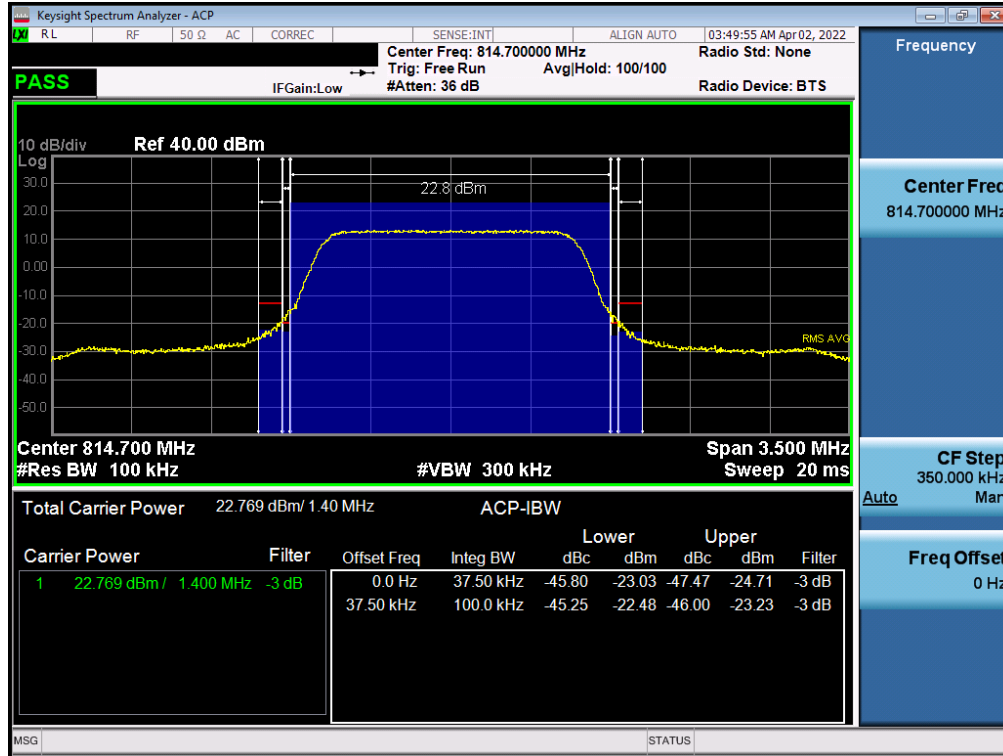 Keysight Spectrum Analyzer - ACP
LXI RL RF 50 Ω AC CORREC SENSE:INT ALIGN AUTO 03:49:55 AM Apr 02, 2022
Center Freq: 814.700000 MHz Radio Std: None
Trig: Free Run Avg|Hold: 100/100
PASS IFGain:Low #Atten: 36 dB Radio Device: BTS
10 dB/div Ref 40.00 dBm
Log
30.0
22.8 dBm
20.0
10.0
0.00
-10.0
-20.0
RMS AVG
-30.0
-40.0
-50.0
Center 814.700 MHz Span 3.500 MHz
#Res BW 100 kHz #VBW 300 kHz Sweep 20 ms
Total Carrier Power 22.769 dBm/ 1.40 MHz ACP-IBW
Lower Upper
Carrier Power Filter Offset Freq Integ BW dBc dBm dBc dBm Filter
1 22.769 dBm / 1.400 MHz -3 dB 0.0 Hz 37.50 kHz -45.80 -23.03 -47.47 -24.71 -3 dB
37.50 kHz 100.0 kHz -45.25 -22.48 -46.00 -23.23 -3 dB
MSG STATUS
Frequency
Center Freq
814.700000 MHz
CF Step
350.000 kHz
Auto Man
Freq Offset
0 Hz